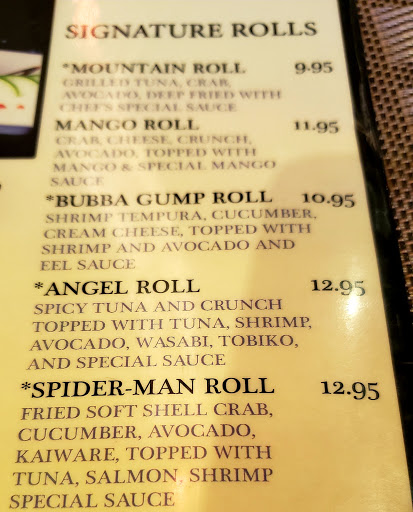 SIGNATURE ROLLS
*MOUNTAIN ROLL 9.95
GRILLED TUNA, CRAB,
AVOCADO, DEEP FRIED WITH
CHEF'S SPECIAL SAUCE
MANGO ROLL 11.95
CRAB, CHEESE, CRUNCH,
AVOCADO, TOPPED WITH
MANGO & SPECIAL MANGO
SAUCE
*BUBBA GUMP ROLL 10.95
SHRIMP TEMPURA, CUCUMBER,
CREAM CHEESE, TOPPED WITH
SHRIMP AND AVOCADO AND
EEL SAUCE
*ANGEL ROLL 12.95
SPICY TUNA AND CRUNCH
TOPPED WITH TUNA, SHRIMP,
AVOCADO, WASABI, TOBIKO,
AND SPECIAL SAUCE
*SPIDER-MAN ROLL 12.95
FRIED SOFT SHELL CRAB,
CUCUMBER, AVOCADO,
KAIWARE, TOPPED WITH
TUNA, SALMON, SHRIMP
SPECIAL SAUCE